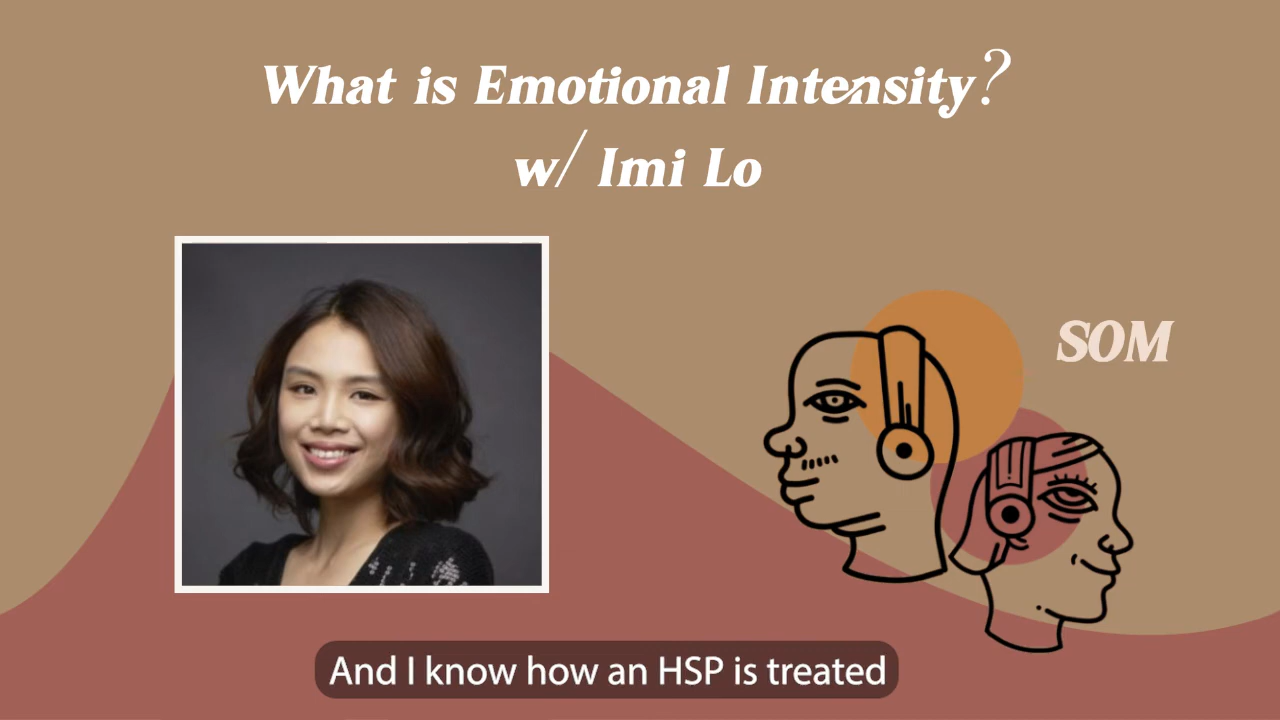 What is Emotional Intensity?
w/ Imi Lo
SOM
And I know how an HSP is treated